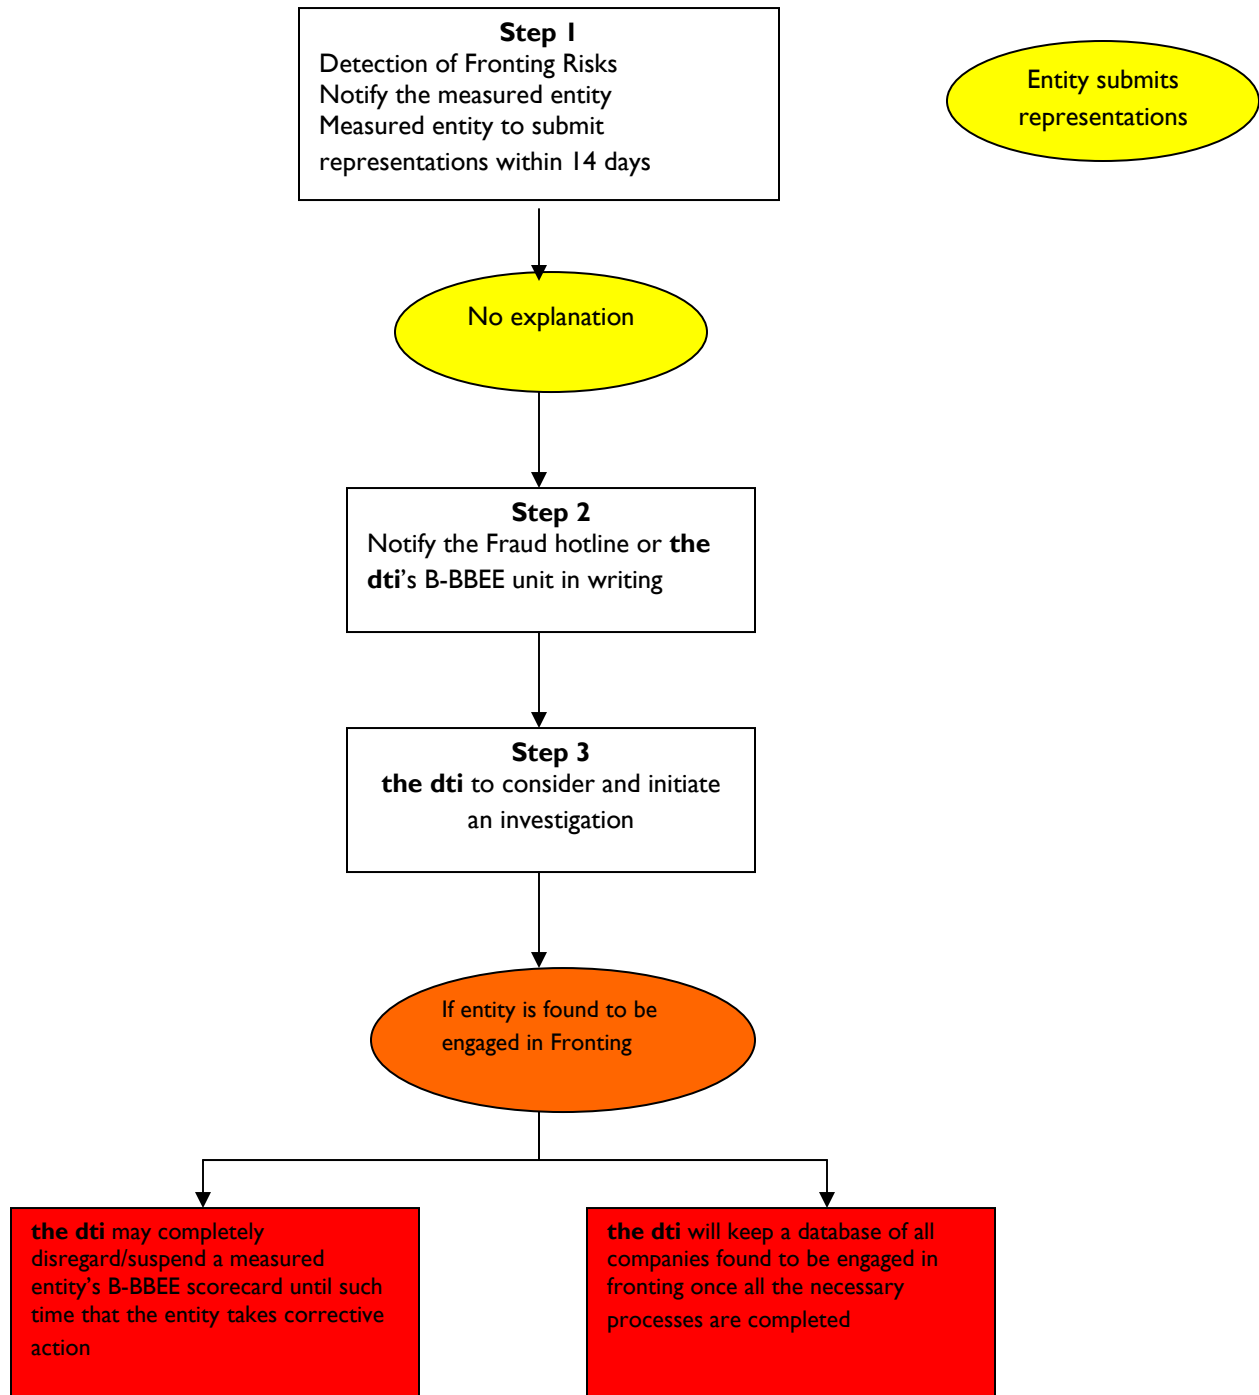 Step 1
Detection of Fronting Risks
Notify the measured entity
Measured entity to submit
representations within 14 days
Entity submits
representations
No explanation
Step 2
Notify the Fraud hotline or the
dti's B-BBEE unit in writing
Step 3
the dti to consider and initiate
an investigation
If entity is found to be
engaged in Fronting
the dti may completely
disregard/suspend a measured
entity's B-BBEE scorecard until such
time that the entity takes corrective
action
the dti will keep a database of all
companies found to be engaged in
fronting once all the necessary
processes are completed